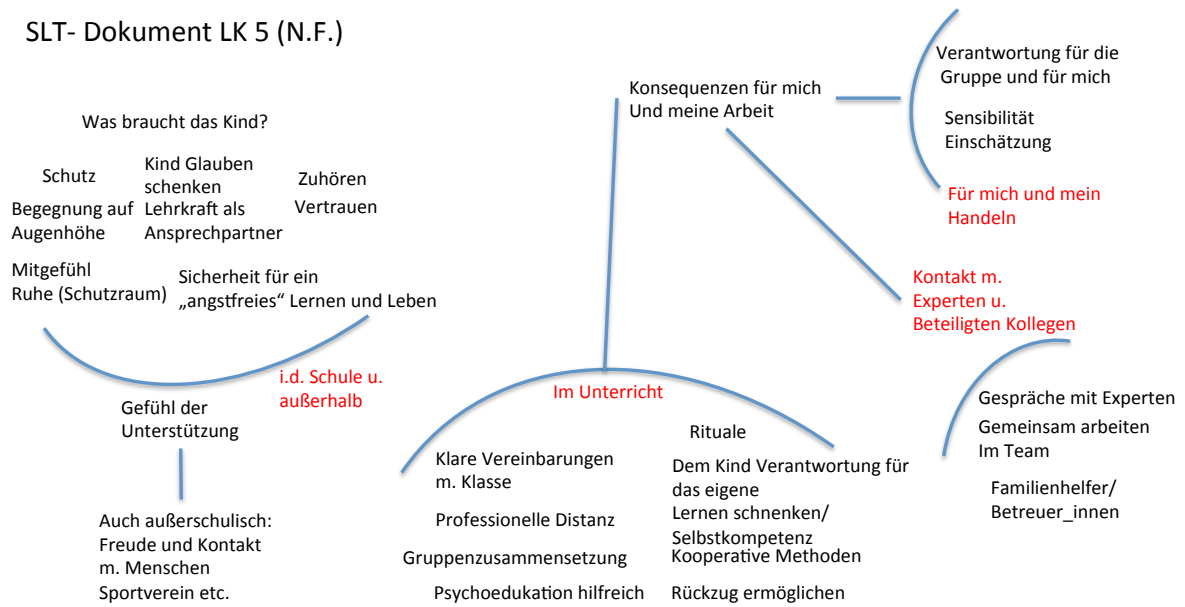 SLT- Dokument LK 5 (N.F.)
Was braucht das Kind?
Schutz
Kind Glauben
schenken
Zuhören
Begegnung auf
Augenhöhe
Lehrkraft als
Ansprechpartner
Vertrauen
Mitgefühl
Ruhe (Schutzraum)
Sicherheit für ein
„angstfreies“ Lernen und Leben
i.d. Schule u.
außerhalb
Gefühl der
Unterstützung
Auch außerschulisch:
Freude und Kontakt
m. Menschen
Sportverein etc.
Konsequenzen für mich
Und meine Arbeit
Verantwortung für die
Gruppe und für mich
Sensibilität
Einschätzung
Für mich und mein
Handeln
Kontakt m.
Experten u.
Beteiligten Kollegen
Gespräche mit Experten
Gemeinsam arbeiten
Im Team
Familienhelfer/
Betreuer_innen
Im Unterricht
Rituale
Klare Vereinbarungen
m. Klasse
Professionelle Distanz
Gruppenzusammensetzung
Psychoedukation hilfreich
Dem Kind Verantwortung für
das eigene
Lernen schnenken/
Selbstkompetenz
Kooperative Methoden
Rückzug ermöglichen